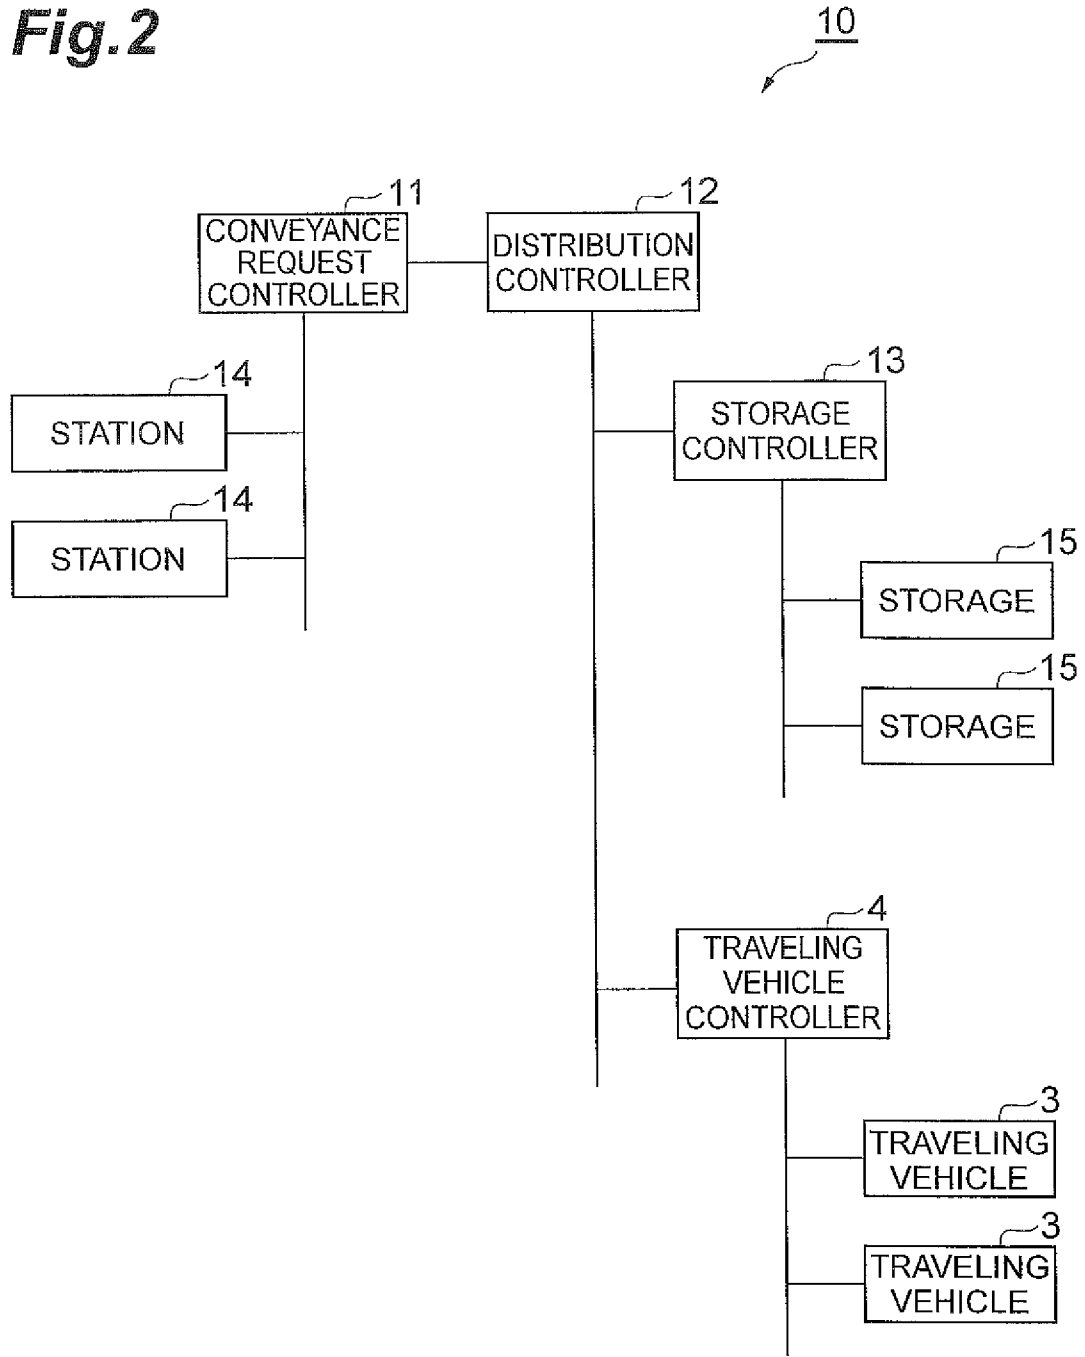 Fig.2
10
11
12
CONVEYANCE
REQUEST
CONTROLLER
DISTRIBUTION
CONTROLLER
13
14
STATION
STORAGE
CONTROLLER
14
STATION
15
STORAGE
15
STORAGE
4
TRAVELING
VEHICLE
CONTROLLER
3
TRAVELING
VEHICLE
3
TRAVELING
VEHICLE